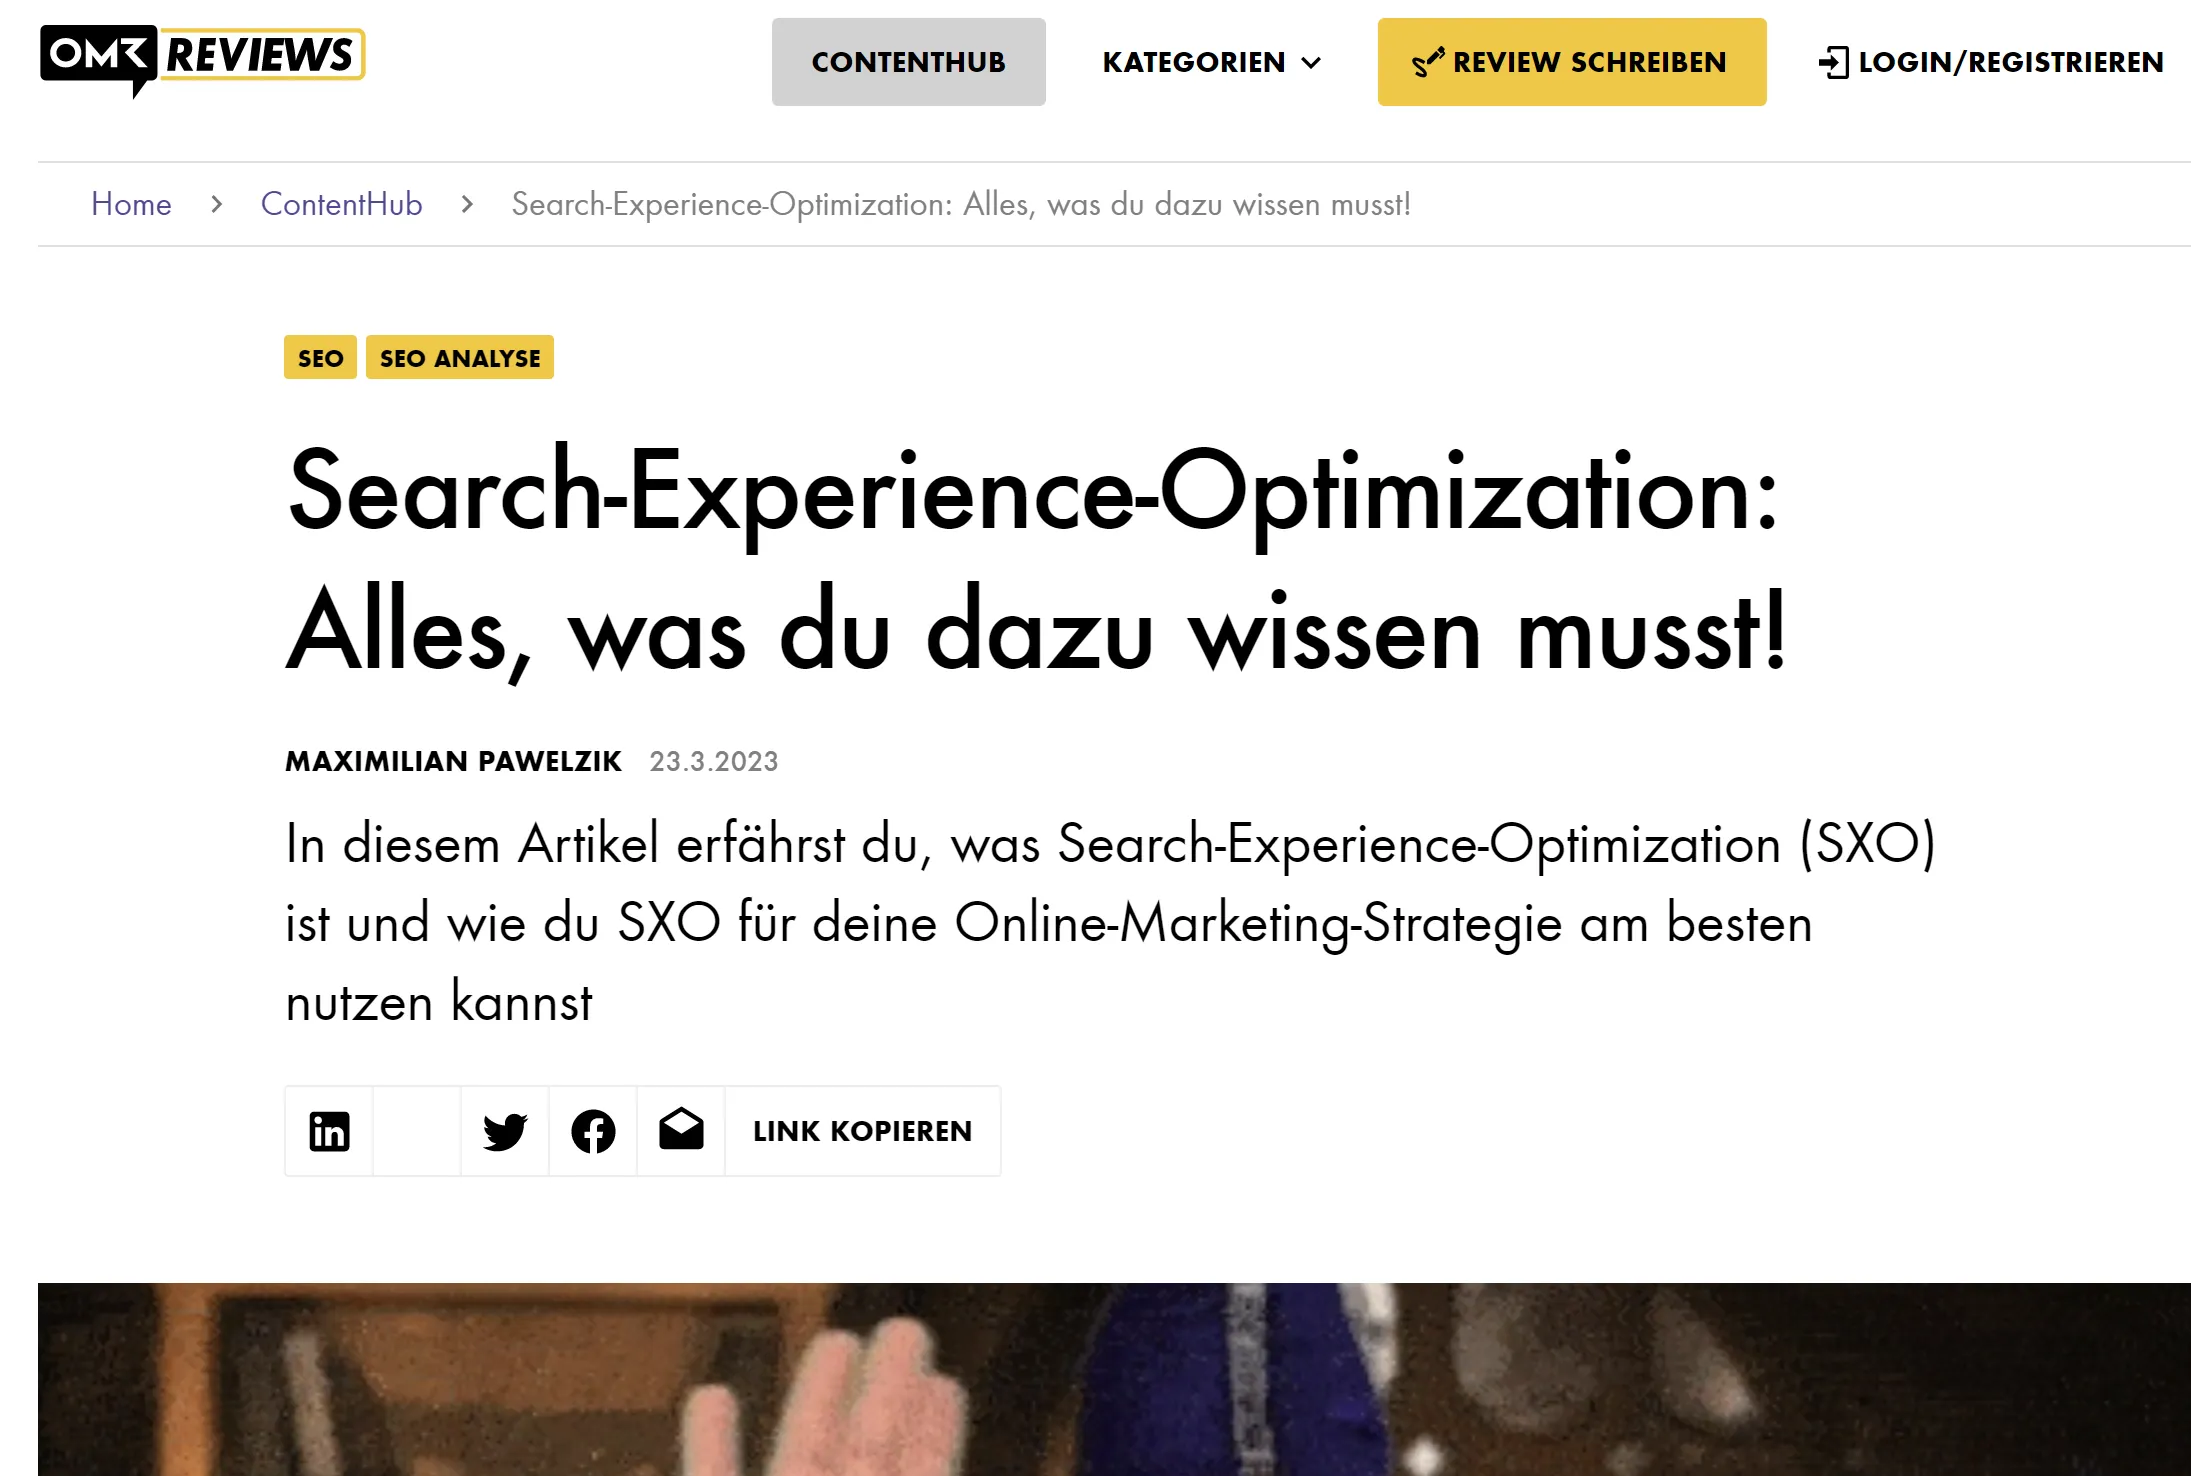 OMR REVIEWS
CONTENTHUB
KATEGORIEN
REVIEW SCHREIBEN
LOGIN/REGISTRIEREN
Home > ContentHub > Search-Experience-Optimization: Alles, was du dazu wissen musst!
SEO
SEO ANALYSE
Search-Experience-Optimization:
Alles, was du dazu wissen musst!
MAXIMILIAN PAWELZIK 23.3.2023
In diesem Artikel erfährst du, was Search-Experience-Optimization (SXO)
ist und wie du SXO für deine Online-Marketing-Strategie am besten
nutzen kannst
in
LINK KOPIEREN